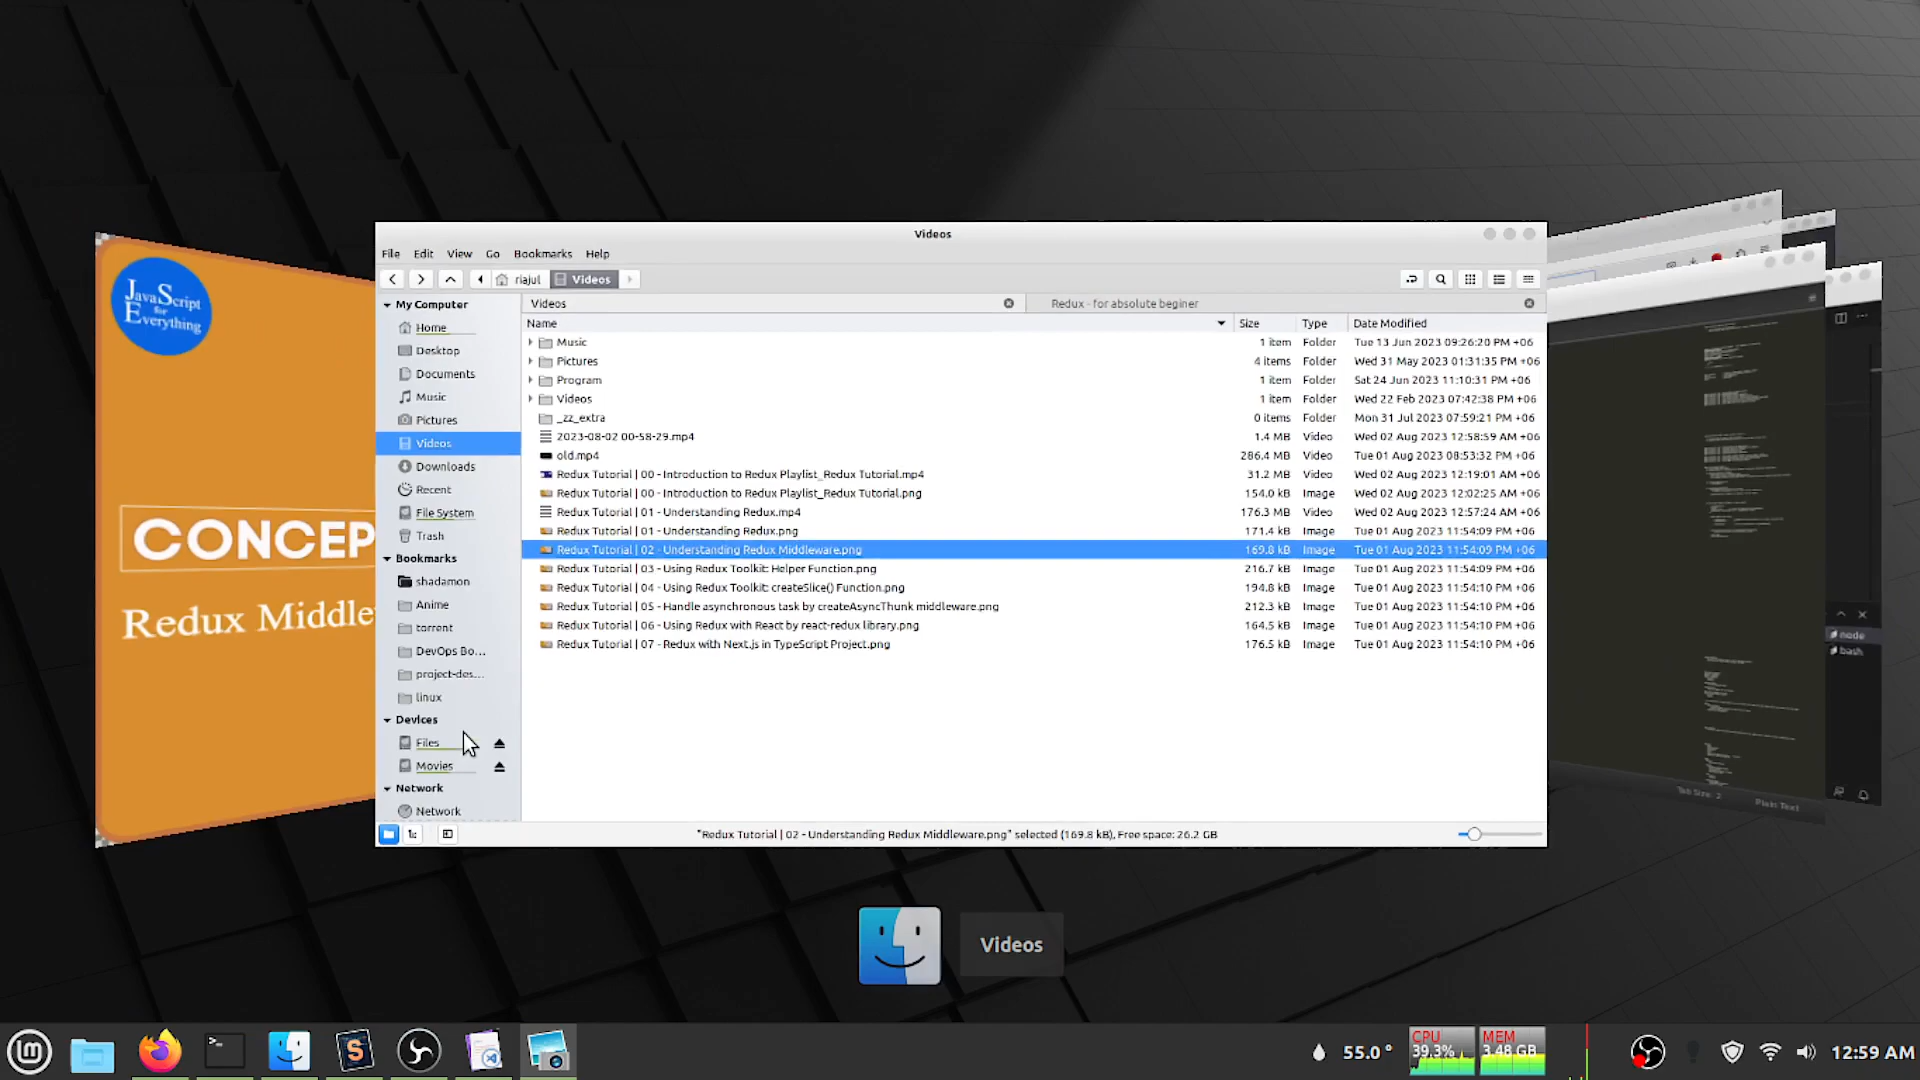 JavaScript
for
Everything
CONCEP
Redux Middle
Videos
File Edit View Go Bookmarks Help
riajul Videos
Videos Redux - for absolute beginer
Name Size Type Date Modified
Music 1 item Folder Tue 13 Jun 2023 09:26:20 PM +06
Pictures 4 items Folder Wed 31 May 2023 01:31:35 PM +06
Program 1 item Folder Sat 24 Jun 2023 11:10:31 PM +06
Videos 1 item Folder Wed 22 Feb 2023 07:42:38 PM +06
_zz_extra 0 items Folder Mon 31 Jul 2023 07:59:21 PM +06
2023-08-02 00-58-29.mp4 1.4 MB Video Wed 02 Aug 2023 12:58:59 AM +06
old.mp4 286.4 MB Video Tue 01 Aug 2023 08:53:32 PM +06
Redux Tutorial | 00 - Introduction to Redux Playlist_Redux Tutorial.mp4 31.2 MB Video Wed 02 Aug 2023 12:19:01 AM +06
Redux Tutorial | 00 - Introduction to Redux Playlist_Redux Tutorial.png 154.0 kB Image Wed 02 Aug 2023 12:02:25 AM +06
Redux Tutorial | 01 - Understanding Redux.mp4 176.3 MB Video Wed 02 Aug 2023 12:57:24 AM +06
Redux Tutorial | 01 - Understanding Redux.png 171.4 kB Image Tue 01 Aug 2023 11:54:09 PM +06
Redux Tutorial | 02 - Understanding Redux Middleware.png 169.8 kB Image Tue 01 Aug 2023 11:54:09 PM +06
Redux Tutorial | 03 - Using Redux Toolkit: Helper Function.png 216.7 kB Image Tue 01 Aug 2023 11:54:09 PM +06
Redux Tutorial | 04 - Using Redux Toolkit: createSlice() Function.png 194.8 kB Image Tue 01 Aug 2023 11:54:10 PM +06
Redux Tutorial | 05 - Handle asynchronous task by createAsyncThunk middleware.png 212.3 kB Image Tue 01 Aug 2023 11:54:10 PM +06
Redux Tutorial | 06 - Using Redux with React by react-redux library.png 164.5 kB Image Tue 01 Aug 2023 11:54:10 PM +06
Redux Tutorial | 07 - Redux with Next.js in TypeScript Project.png 176.5 kB Image Tue 01 Aug 2023 11:54:10 PM +06
My Computer
Home
Desktop
Documents
Music
Pictures
Videos
Downloads
Recent
File System
Trash
Bookmarks
shadamon
Anime
torrent
DevOps Bo...
project-des...
linux
Devices
Files
Movies
Network
Network
"Redux Tutorial | 02 - Understanding Redux Middleware.png" selected (169.8 kB), Free space: 26.2 GB
node
bash
Tab Size: 2 Plain Text
Videos
55.0 °
CPU
39.3%
MEM
3.48 GB
12:59 AM